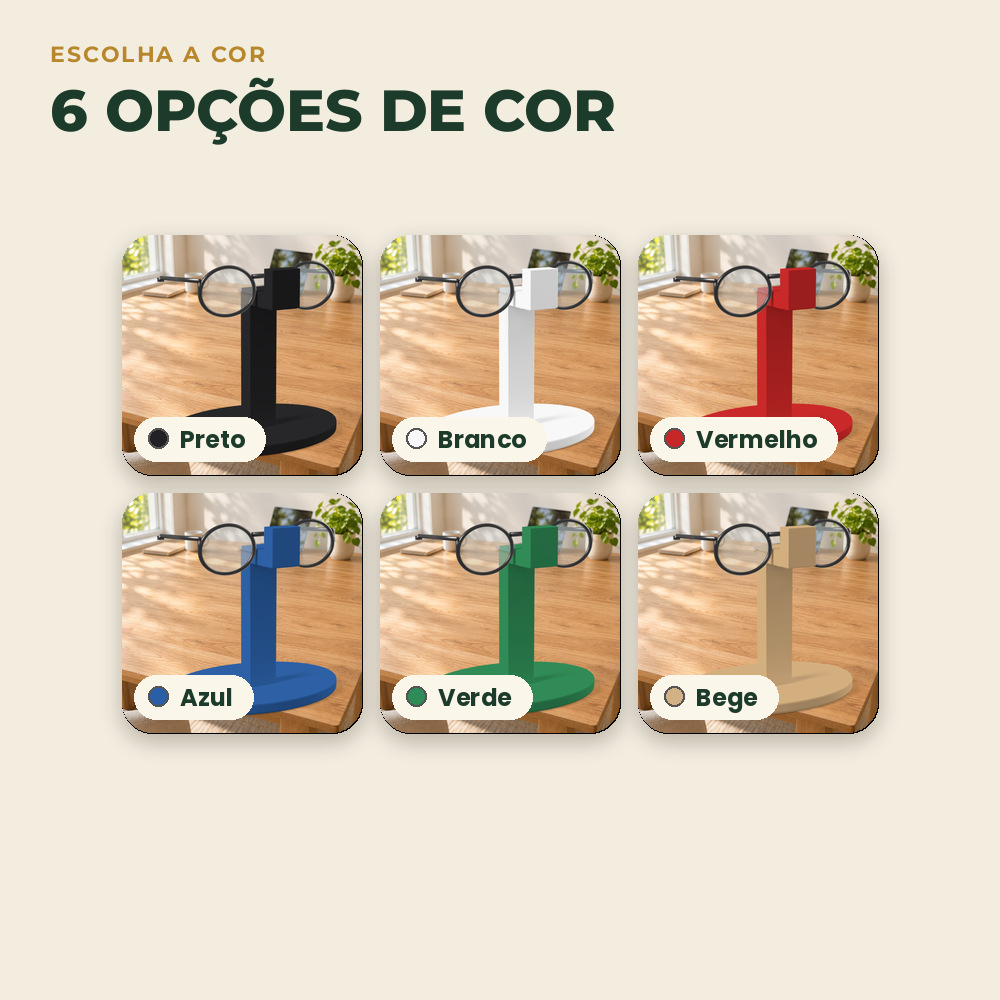 ESCOLHA A COR
6 OPÇÕES DE COR
Preto
Branco
Vermelho
Azul
Verde
Bege